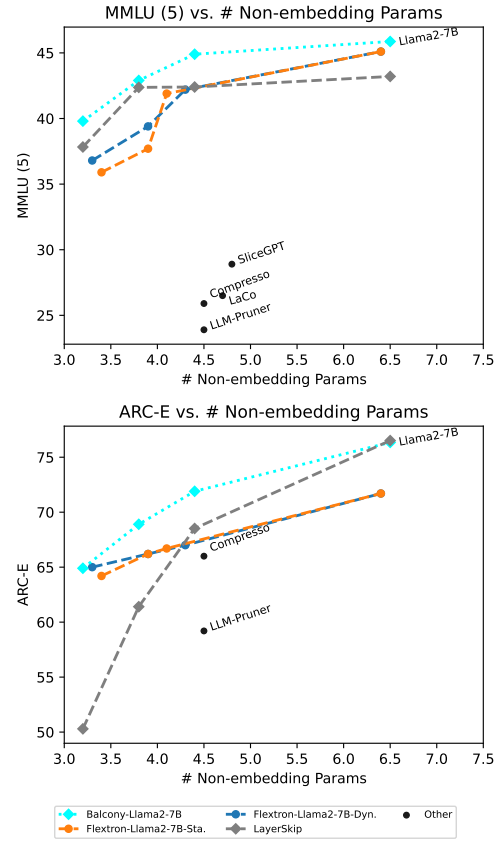 MMLU (5) vs. # Non-embedding Params
Llama2-7B
45
40
35
30
25
MMLU (5)
SliceGPT
Compresso
LaCo
LLM-Pruner
3.0 3.5 4.0 4.5 5.0 5.5 6.0 6.5 7.0 7.5
# Non-embedding Params
ARC-E vs. # Non-embedding Params
Llama2-7B
75
70
65
60
55
50
ARC-E
Compresso
LLM-Pruner
3.0 3.5 4.0 4.5 5.0 5.5 6.0 6.5 7.0 7.5
# Non-embedding Params
Balcony-Llama2-7B Flextron-Llama2-7B-Dyn. Other
Flextron-Llama2-7B-Sta. LayerSkip